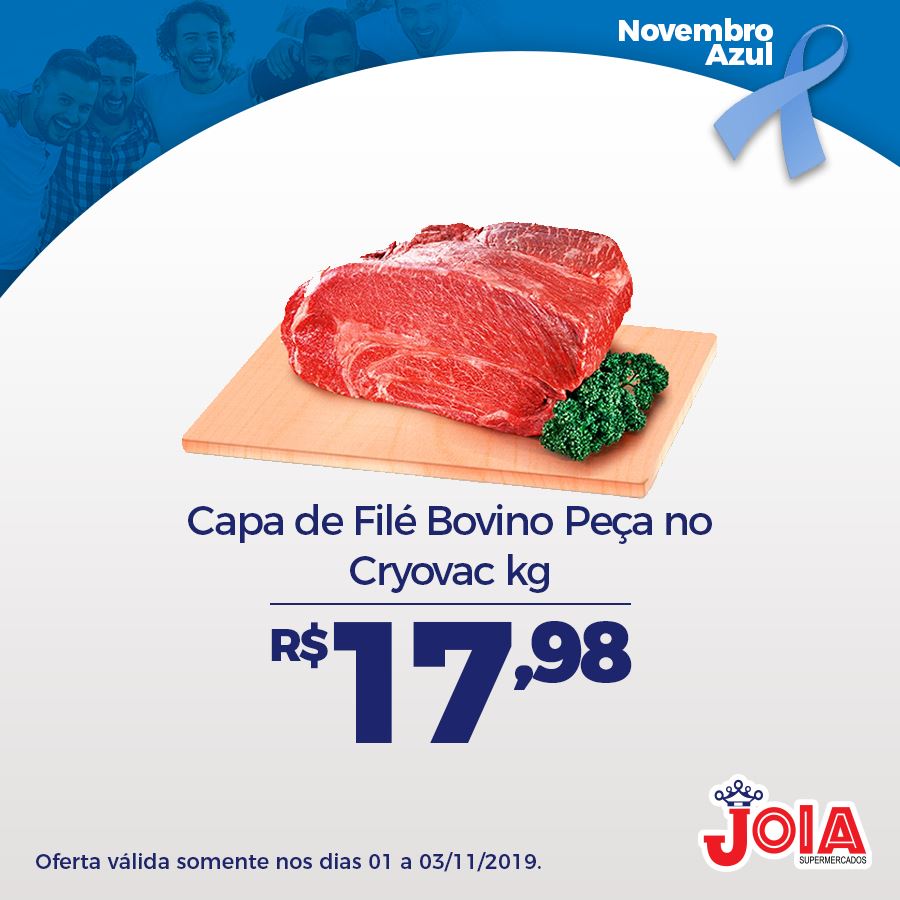 Novembro
Azul
Capa de Filé Bovino Peça no
Cryovac kg
R$17,98
JOIA
SUPERMERCADOS
Oferta válida somente nos dias 01 a 03/11/2019.